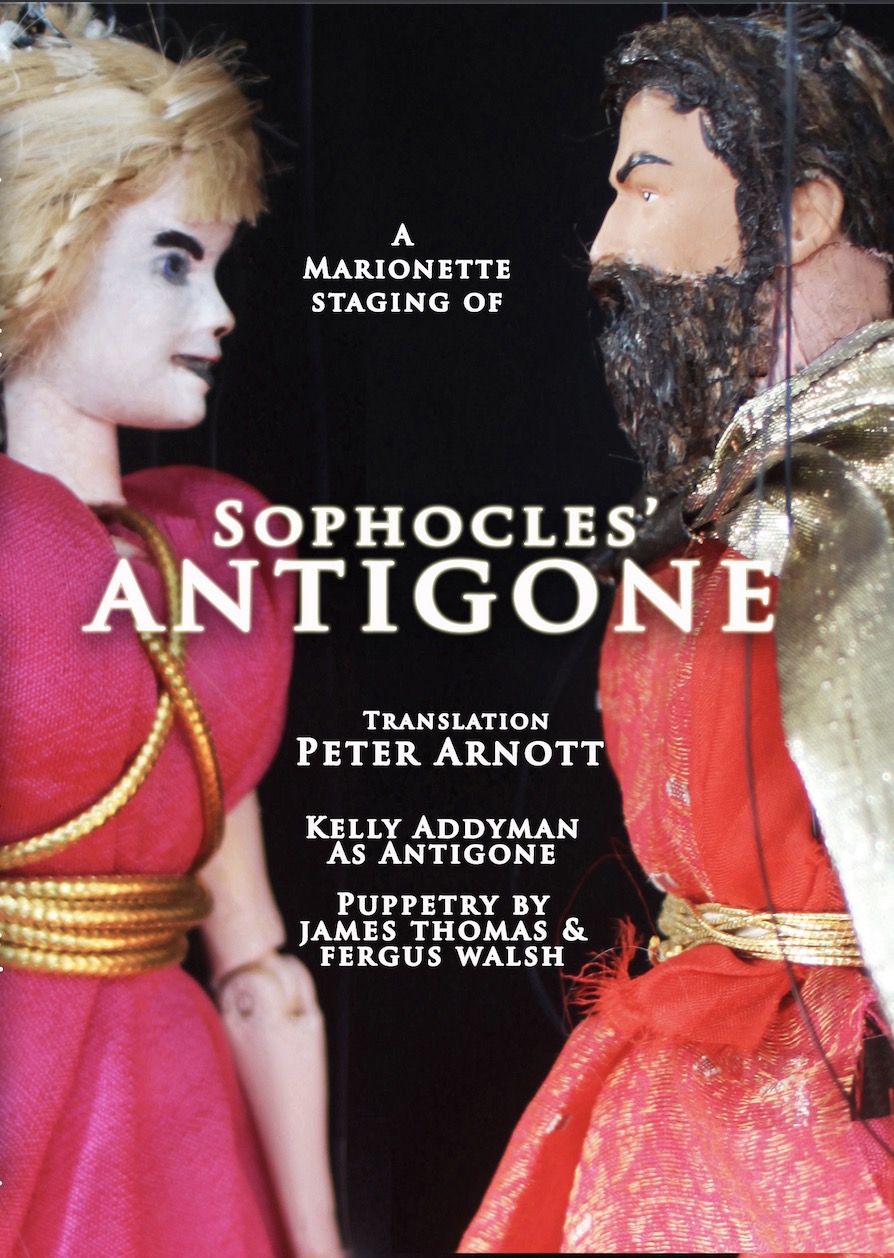 A
MARIONETTE
STAGING OF
SOPHOCLES’
ANTIGONE
TRANSLATION
PETER ARNOTT
KELLY ADDYMAN
AS ANTIGONE
PUPPETRY BY
JAMES THOMAS &
FERGUS WALSH